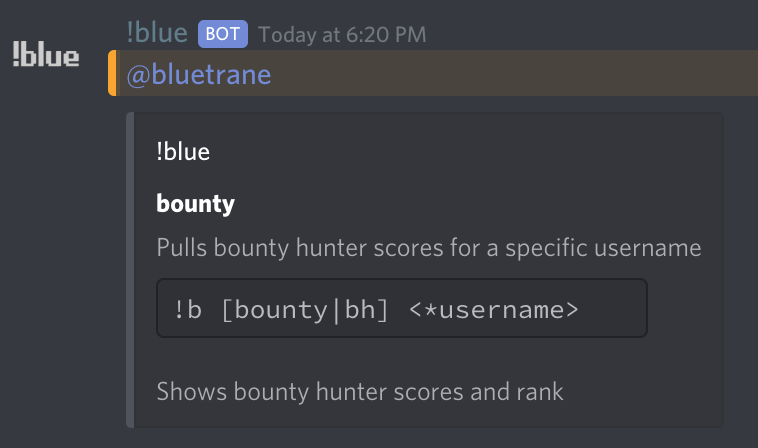 !blue
!blue BOT Today at 6:20 PM
@bluetrane
!blue
bounty
Pulls bounty hunter scores for a specific username
!b [bounty|bh] <*username>
Shows bounty hunter scores and rank